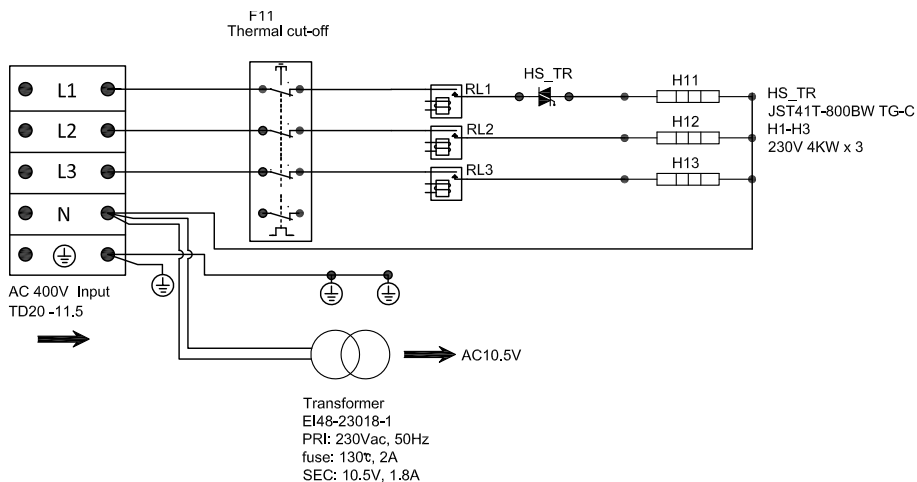 F11
Thermal cut-off
L1
L2
L3
N
RL1
RL2
RL3
HS_TR
H11
H12
H13
HS_TR
JST41T-800BW TG-C
H1-H3
230V 4KW x 3
AC 400V Input
TD20 -11.5
AC10.5V
Transformer
EI48-23018-1
PRI: 230Vac, 50Hz
fuse: 130℃, 2A
SEC: 10.5V, 1.8A